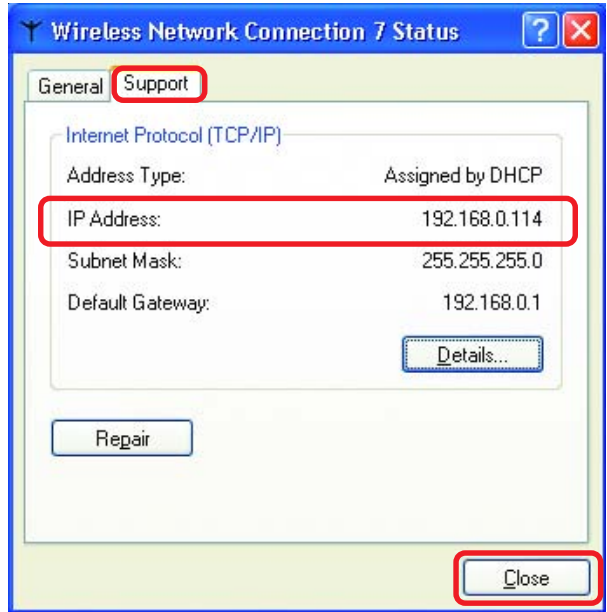 Wireless Network Connection 7 Status
General Support
Internet Protocol (TCP/IP)
Address Type: Assigned by DHCP
IP Address: 192.168.0.114
Subnet Mask: 255.255.255.0
Default Gateway: 192.168.0.1
Details...
Repair
Close